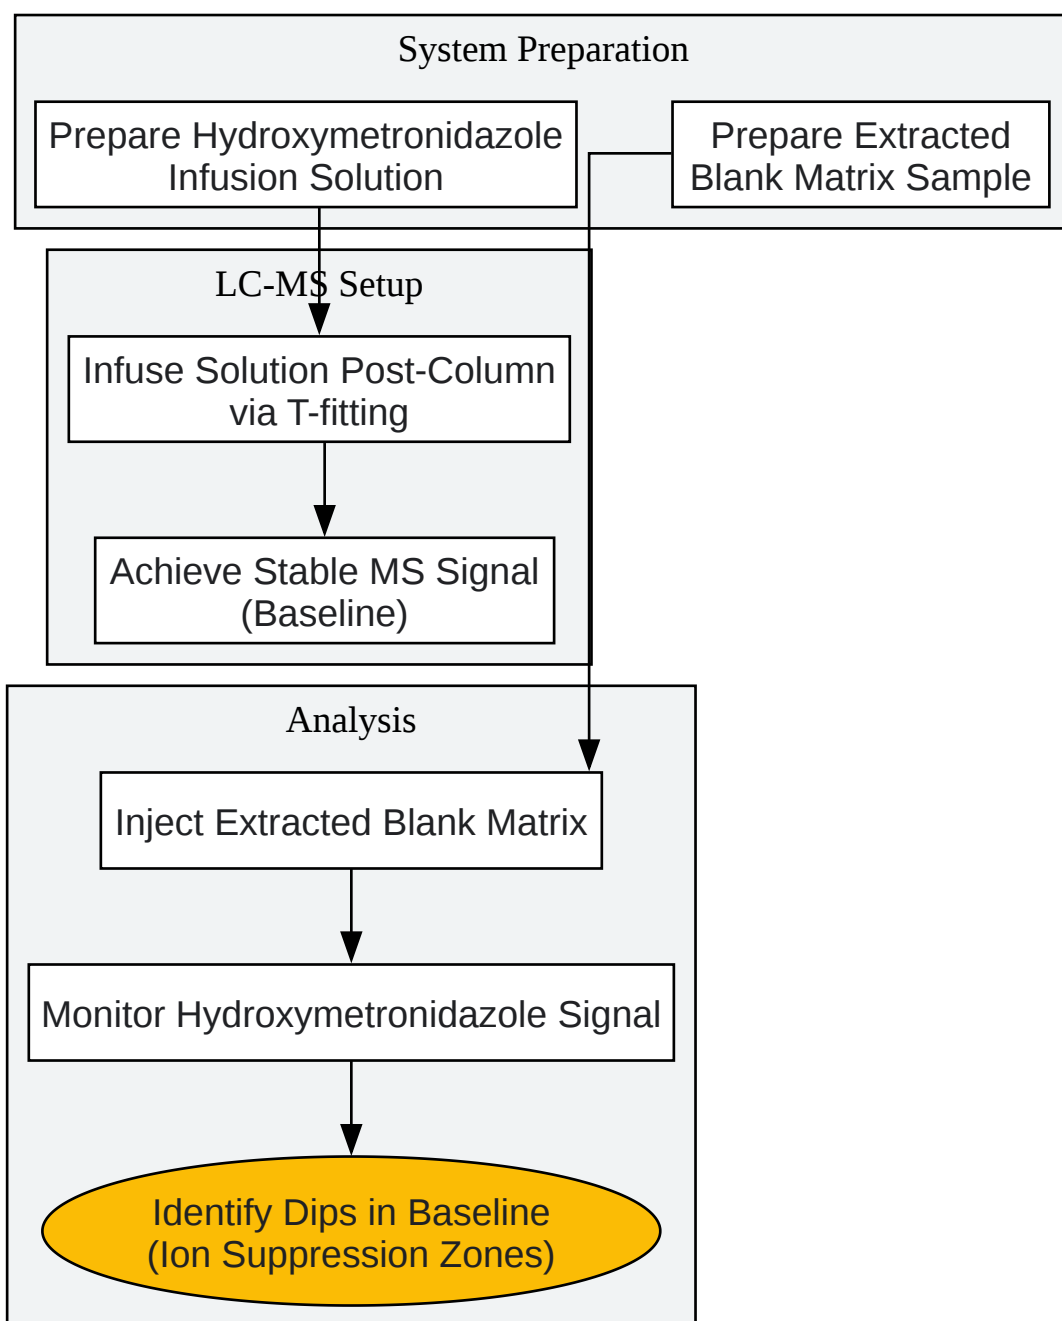 System Preparation
Prepare Hydroxymetronidazole
Infusion Solution
Prepare Extracted
Blank Matrix Sample
LC-MS Setup
Infuse Solution Post-Column
via T-fitting
Achieve Stable MS Signal
(Baseline)
Analysis
Inject Extracted Blank Matrix
Monitor Hydroxymetronidazole Signal
Identify Dips in Baseline
(Ion Suppression Zones)